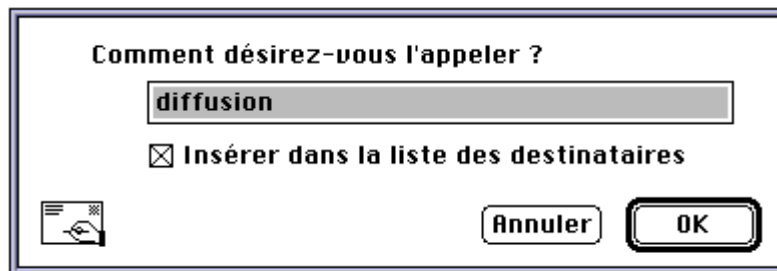 Comment désirez-vous l'appeler ?
diffusion
Insérer dans la liste des destinataires
Annuler OK